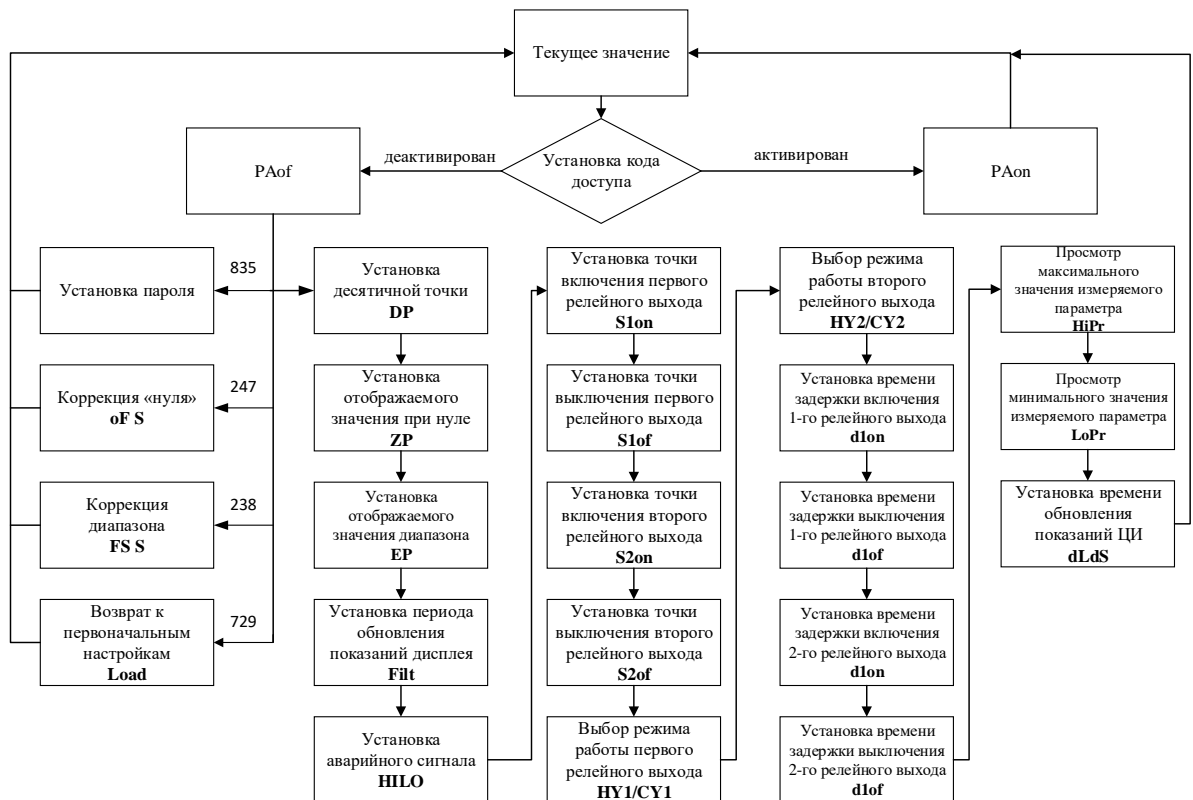 Текущее значение
деактивирован
Установка кода
доступа
активирован
PAof
PAon
Установка пароля
835
Коррекция «нуля»
oF S
247
Коррекция
диапазона
FS S
238
Возврат к
первоначальным
настройкам
Load
729
Установка
десятичной точки
DP
Установка
отображаемого
значения при нуле
ZP
Установка
отображаемого
значения диапазона
EP
Установка периода
обновления
показаний дисплея
Filt
Установка
аварийного сигнала
HILO
Установка точки
включения первого
релейного выхода
S1on
Установка точки
выключения первого
релейного выхода
S1of
Установка точки
включения второго
релейного выхода
S2on
Установка точки
выключения второго
релейного выхода
S2of
Выбор режима
работы первого
релейного выхода
HY1/CY1
Выбор режима
работы второго
релейного выхода
HY2/CY2
Установка времени
задержки включения
1-го релейного выхода
d1on
Установка времени
задержки выключения
1-го релейного выхода
d1of
Установка времени
задержки включения
2-го релейного выхода
d1on
Установка времени
задержки выключения
2-го релейного выхода
d1of
Просмотр
максимального
значения измеряемого
параметра
HiPr
Просмотр
минимального значения
измеряемого параметра
LoPr
Установка времени
обновления
показаний ЦИ
dLdS